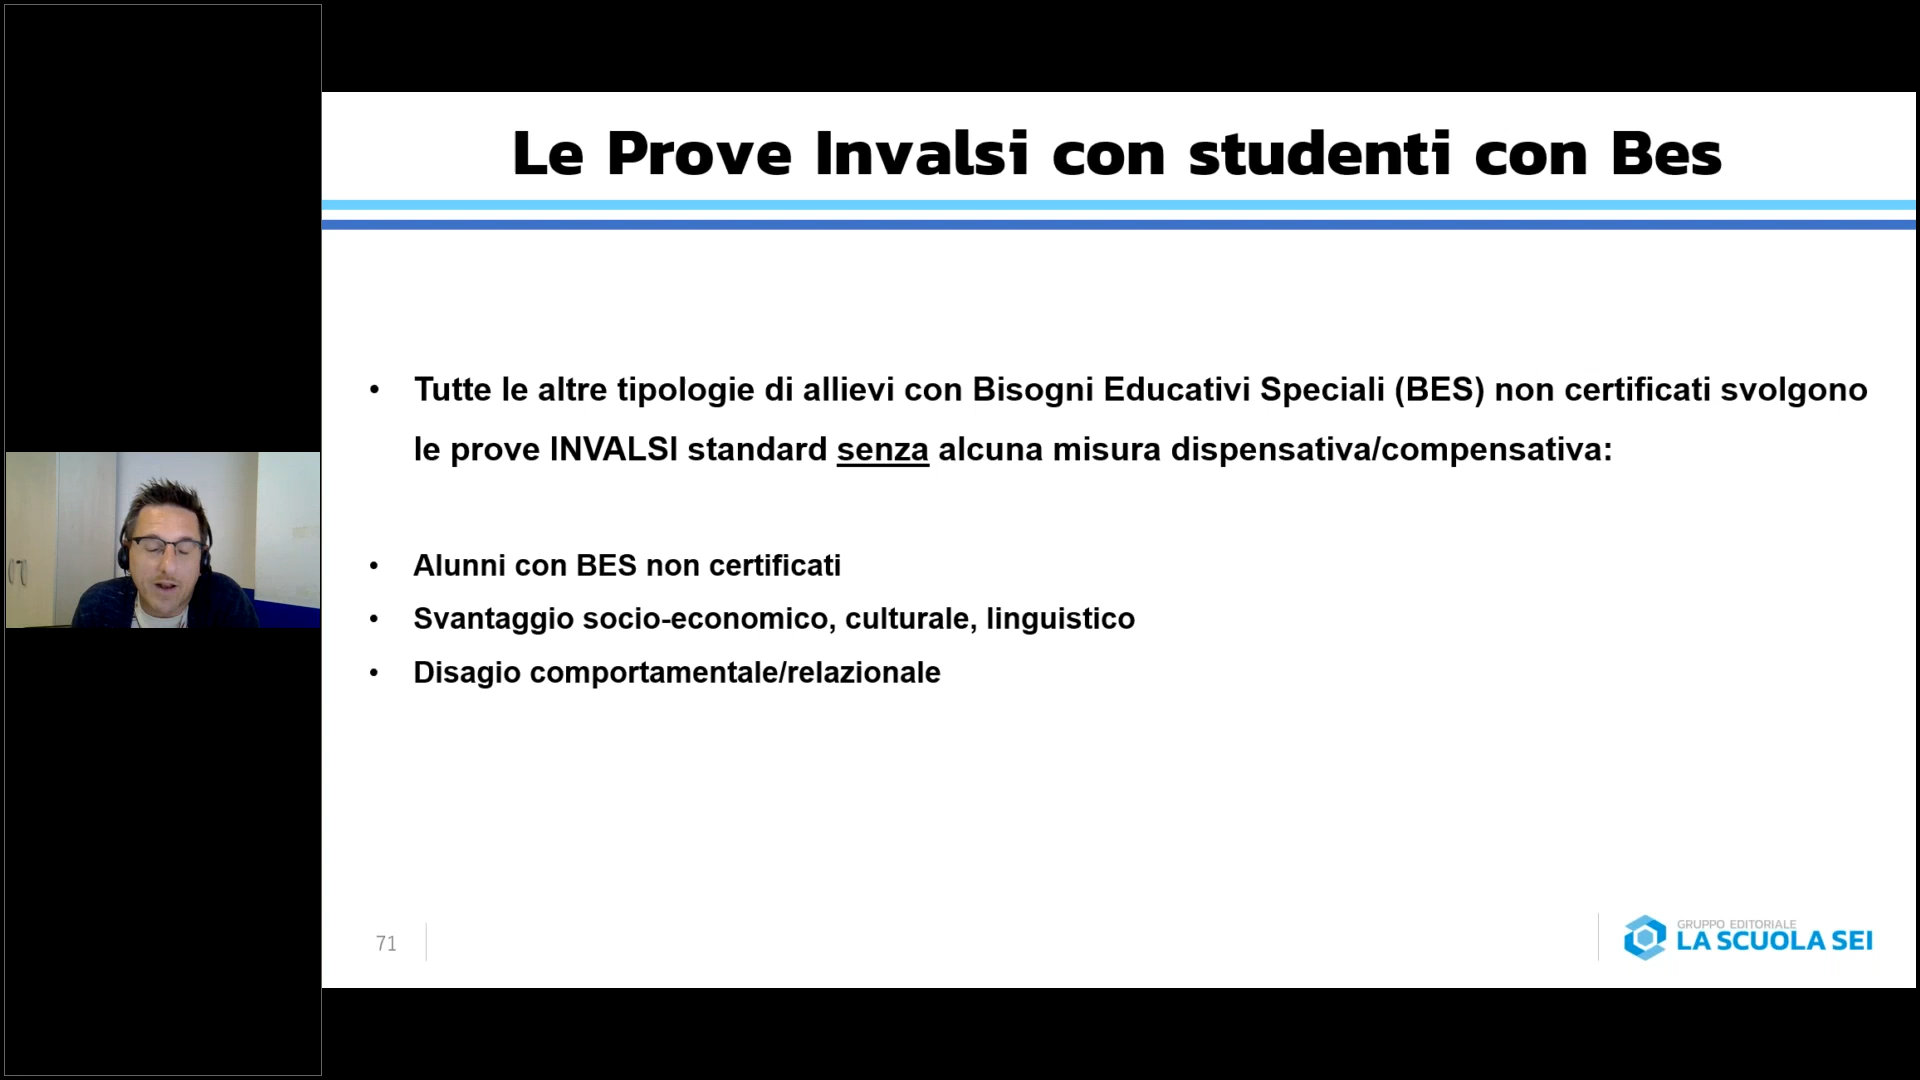 Le Prove Invalsi con studenti con Bes
• Tutte le altre tipologie di allievi con Bisogni Educativi Speciali (BES) non certificati svolgono
le prove INVALSI standard senza alcuna misura dispensativa/compensativa:
• Alunni con BES non certificati
• Svantaggio socio-economico, culturale, linguistico
• Disagio comportamentale/relazionale
71
GRUPPO EDITORIALE
LA SCUOLA SEI